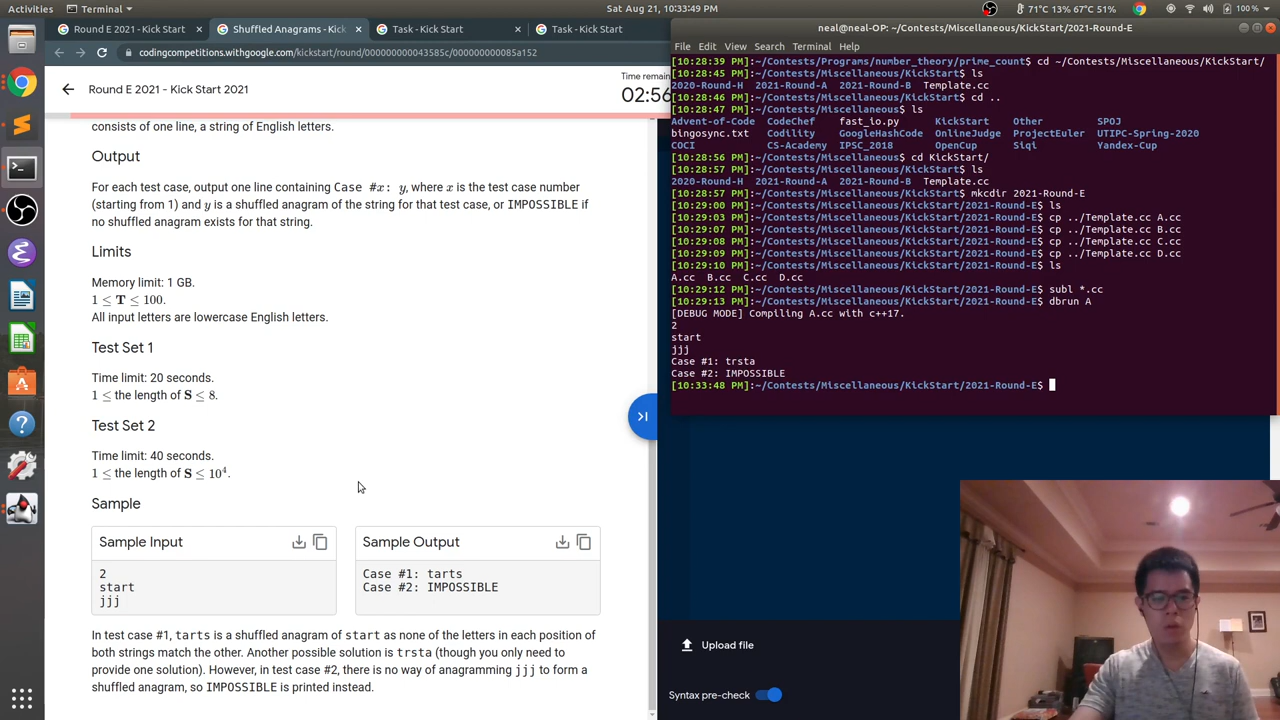 Activities
Terminal
Sat Aug 21, 10:33:49 PM
71°C 13% 67°C 51%
100 %
Round E 2021 - Kick Start 2021
Shuffled Anagrams - Kick Sta
Task - Kick Start
Task - Kick Start
codingcompetitions.withgoogle.com/kickstart/round/000000000043585c/000000000085a152
Round E 2021 - Kick Start 2021
Time remain
02:56
consists of one line, a string of English letters.
Output
For each test case, output one line containing Case #x: y, where x is the test case number
(starting from 1) and y is a shuffled anagram of the string for that test case, or IMPOSSIBLE if
no shuffled anagram exists for that string.
Limits
Memory limit: 1 GB.
1 ≤ T ≤ 100.
All input letters are lowercase English letters.
Test Set 1
Time limit: 20 seconds.
1 ≤ the length of S ≤ 8.
Test Set 2
Time limit: 40 seconds.
1 ≤ the length of S ≤ 10⁴.
Sample
Sample Input
2
start
jjj
Sample Output
Case #1: tarts
Case #2: IMPOSSIBLE
In test case #1, tarts is a shuffled anagram of start as none of the letters in each position of
both strings match the other. Another possible solution is trsta (though you only need to
provide one solution). However, in test case #2, there is no way of anagramming jjj to form a
shuffled anagram, so IMPOSSIBLE is printed instead.
neal@neal-OP: ~/Contests/Miscellaneous/KickStart/2021-Round-E
File Edit View Search Terminal Help
[10:28:39 PM]:~/Contests/Programs/number_theory/prime_count$ cd ~/Contests/Miscellaneous/KickStart/
[10:28:45 PM]:~/Contests/Miscellaneous/KickStart$ ls
2020-Round-H 2021-Round-A 2021-Round-B Template.cc
[10:28:46 PM]:~/Contests/Miscellaneous/KickStart$ cd ..
[10:28:47 PM]:~/Contests/Miscellaneous$ ls
Advent-of-Code CodeChef fast_io.py KickStart Other SPOJ
bingosync.txt Codility GoogleHashCode OnlineJudge ProjectEuler UTIPC-Spring-2020
COCI CS-Academy IPSC_2018 OpenCup Siqi Yandex-Cup
[10:28:56 PM]:~/Contests/Miscellaneous$ cd KickStart/
[10:28:57 PM]:~/Contests/Miscellaneous/KickStart$ ls
2020-Round-H 2021-Round-A 2021-Round-B Template.cc
[10:28:57 PM]:~/Contests/Miscellaneous/KickStart$ mkcdir 2021-Round-E
[10:29:00 PM]:~/Contests/Miscellaneous/KickStart/2021-Round-E$ ls
[10:29:03 PM]:~/Contests/Miscellaneous/KickStart/2021-Round-E$ cp ../Template.cc A.cc
[10:29:07 PM]:~/Contests/Miscellaneous/KickStart/2021-Round-E$ cp ../Template.cc B.cc
[10:29:08 PM]:~/Contests/Miscellaneous/KickStart/2021-Round-E$ cp ../Template.cc C.cc
[10:29:09 PM]:~/Contests/Miscellaneous/KickStart/2021-Round-E$ cp ../Template.cc D.cc
[10:29:10 PM]:~/Contests/Miscellaneous/KickStart/2021-Round-E$ ls
A.cc B.cc C.cc D.cc
[10:29:12 PM]:~/Contests/Miscellaneous/KickStart/2021-Round-E$ subl *.cc
[10:29:13 PM]:~/Contests/Miscellaneous/KickStart/2021-Round-E$ dbrun A
[DEBUG MODE] Compiling A.cc with c++17.
2
start
jjj
Case #1: trsta
Case #2: IMPOSSIBLE
[10:33:48 PM]:~/Contests/Miscellaneous/KickStart/2021-Round-E$
Upload file
Syntax pre-check